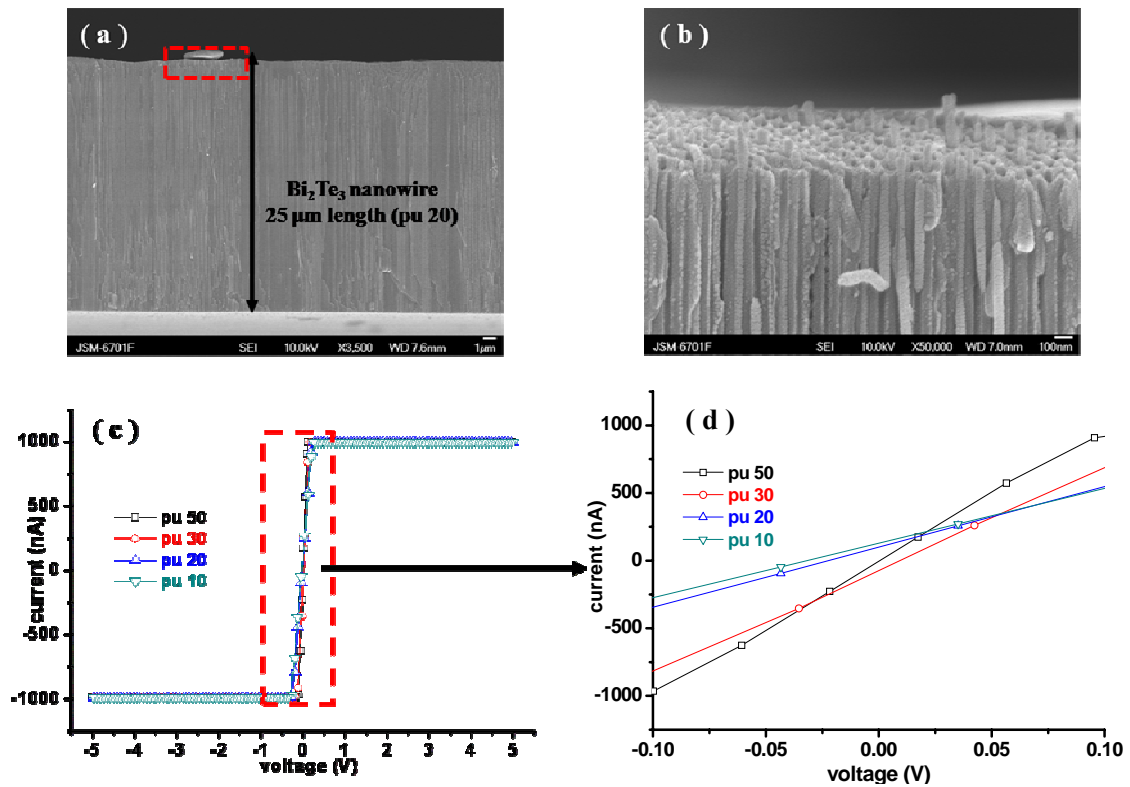 ( a )
Bi₂Te₃ nanowire
25 μm length (pu 20)
JSM-6701F SEI 10.0kV X3,500 WD 7.6mm 1μm
( b )
JSM-6701F SEI 10.0kV X50,000 WD 7.0mm 100nm
( c )
1000
500
0
-500
-1000
current (nA)
pu 50
pu 30
pu 20
pu 10
-5 -4 -3 -2 -1 0 1 2 3 4 5
voltage (V)
( d )
1000
500
0
-500
-1000
current (nA)
pu 50
pu 30
pu 20
pu 10
-0.10 -0.05 0.00 0.05 0.10
voltage (V)